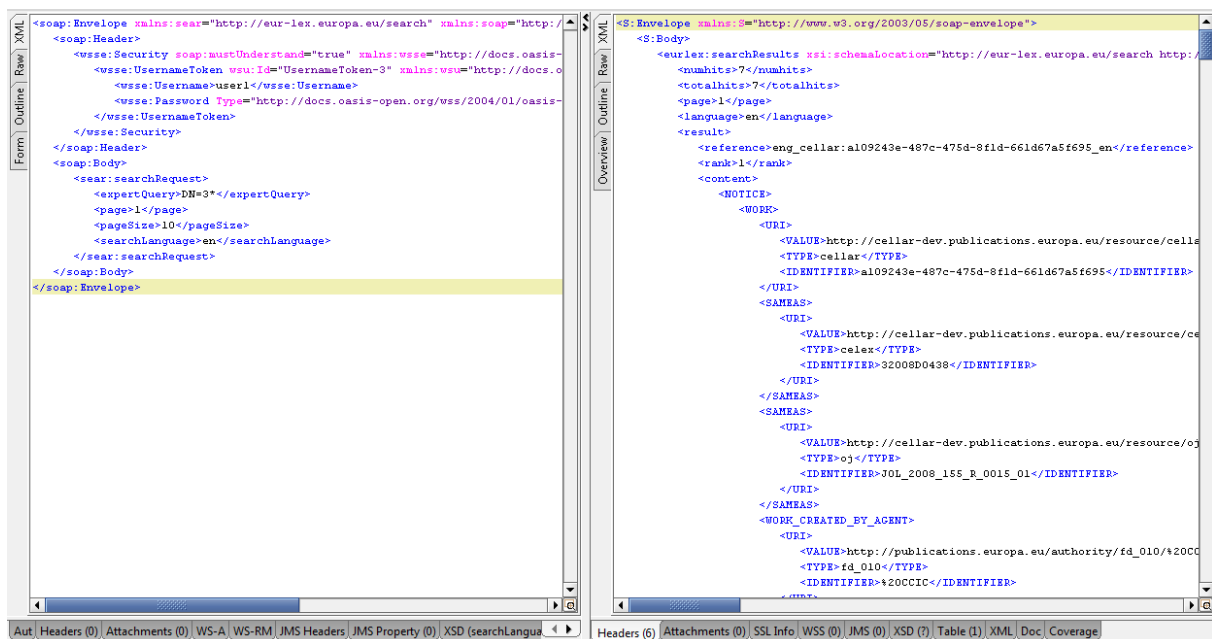 XML
Raw
Outline
Form
<soap:Envelope xmlns:sear="http://eur-lex.europa.eu/search" xmlns:soap="http:/
<soap:Header>
<wsse:Security soap:mustUnderstand="true" xmlns:wsse="http://docs.oasis-
<wsse:UsernameToken wsu:Id="UsernameToken-3" xmlns:wsu="http://docs.o
<wsse:Username>user1</wsse:Username>
<wsse:Password Type="http://docs.oasis-open.org/wss/2004/01/oasis-
</wsse:UsernameToken>
</wsse:Security>
</soap:Header>
<soap:Body>
<sear:searchRequest>
<expertQuery>DN=3*</expertQuery>
<page>1</page>
<pageSize>10</pageSize>
<searchLanguage>en</searchLanguage>
</sear:searchRequest>
</soap:Body>
</soap:Envelope>
Aut Headers (0) Attachments (0) WS-A WS-RM JMS Headers JMS Property (0) XSD (searchLangua
XML
Raw
Outline
Overview
<S:Envelope xmlns:S="http://www.w3.org/2003/05/soap-envelope">
<S:Body>
<eurlex:searchResults xsi:schemaLocation="http://eur-lex.europa.eu/search http:/
<numhits>7</numhits>
<totalhits>7</totalhits>
<page>1</page>
<language>en</language>
<result>
<reference>eng_cellar:a109243e-487c-475d-8f1d-661d67a5f695_en</reference>
<rank>1</rank>
<content>
<NOTICE>
<WORK>
<URI>
<VALUE>http://cellar-dev.publications.europa.eu/resource/cella
<TYPE>cellar</TYPE>
<IDENTIFIER>a109243e-487c-475d-8f1d-661d67a5f695</IDENTIFIER>
</URI>
<SAMEAS>
<URI>
<VALUE>http://cellar-dev.publications.europa.eu/resource/ce
<TYPE>celex</TYPE>
<IDENTIFIER>32008D0438</IDENTIFIER>
</URI>
</SAMEAS>
<SAMEAS>
<URI>
<VALUE>http://cellar-dev.publications.europa.eu/resource/oj
<TYPE>oj</TYPE>
<IDENTIFIER>JOL_2008_155_R_0015_01</IDENTIFIER>
</URI>
</SAMEAS>
<WORK_CREATED_BY_AGENT>
<URI>
<VALUE>http://publications.europa.eu/authority/fd_010/%20CC
<TYPE>fd_010</TYPE>
<IDENTIFIER>%20CCIC</IDENTIFIER>
</URI>
Headers (6) Attachments (0) SSL Info WSS (0) JMS (0) XSD (?) Table (1) XML Doc Coverage